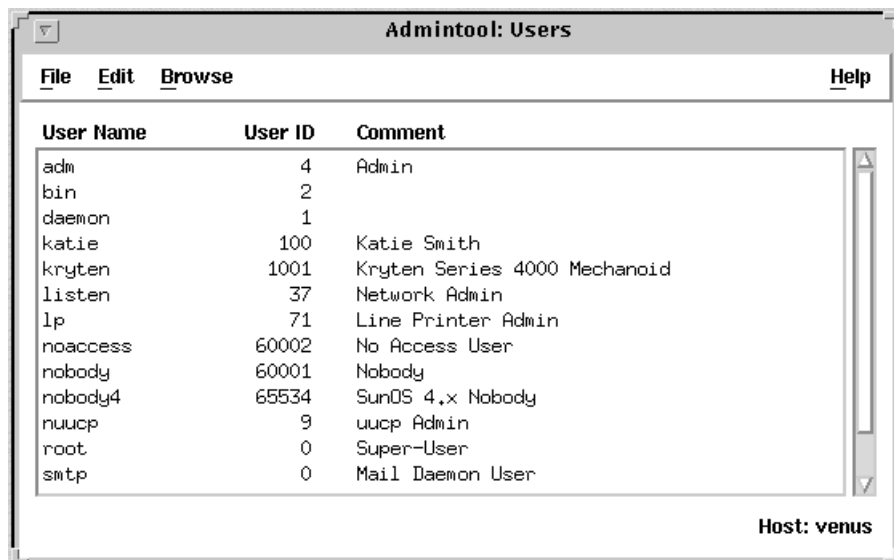 Admintool: Users
File Edit Browse Help
User Name User ID Comment
adm 4 Admin
bin 2
daemon 1
katie 100 Katie Smith
kryten 1001 Kryten Series 4000 Mechanoid
listen 37 Network Admin
lp 71 Line Printer Admin
noaccess 60002 No Access User
nobody 60001 Nobody
nobody4 65534 SunOS 4.x Nobody
nuucp 9 uucp Admin
root 0 Super-User
smtp 0 Mail Daemon User
Host: venus